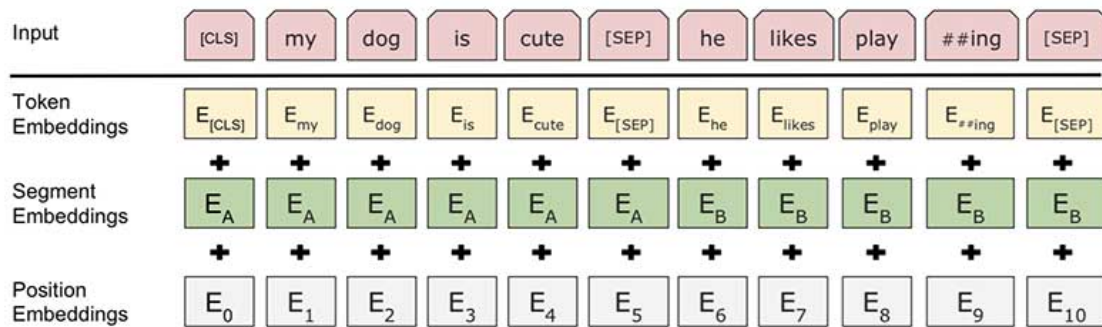 Input [CLS] my dog is cute [SEP] he likes play ##ing [SEP]
Token Embeddings E[CLS] Emy Edog Eis Ecute E[SEP] Ehe Elikes Eplay E##ing E[SEP]
+ + + + + + + + + + +
Segment Embeddings EA EA EA EA EA EA EB EB EB EB EB
+ + + + + + + + + + +
Position Embeddings E0 E1 E2 E3 E4 E5 E6 E7 E8 E9 E10